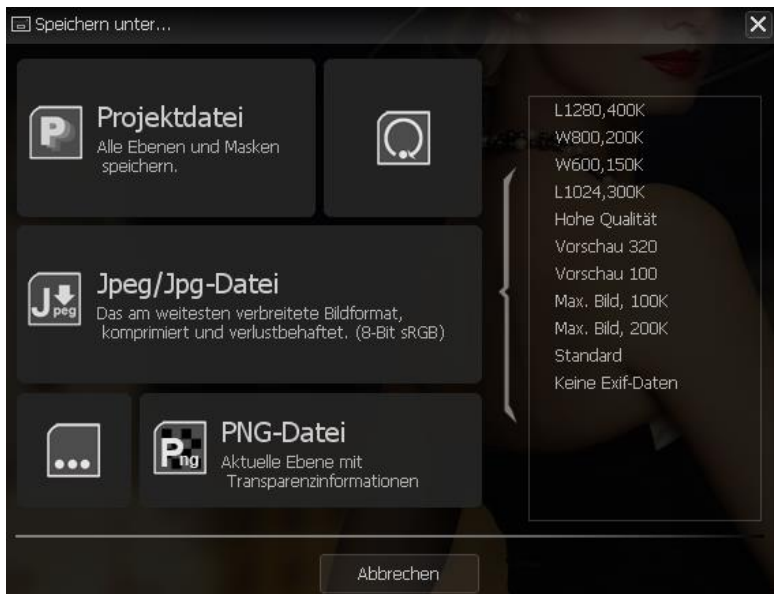 Speichern unter...
Projektdatei
Alle Ebenen und Masken
speichern.
Jpeg/Jpg-Datei
Das am weitesten verbreitete Bildformat,
komprimiert und verlustbehaftet. (8-Bit sRGB)
J
peg
P
PNG-Datei
Aktuelle Ebene mit
Transparenzinformationen
P
ng
L1280,400K
W800,200K
W600,150K
L1024,300K
Hohe Qualität
Vorschau 320
Vorschau 100
Max. Bild, 100K
Max. Bild, 200K
Standard
Keine Exif-Daten
Abbrechen